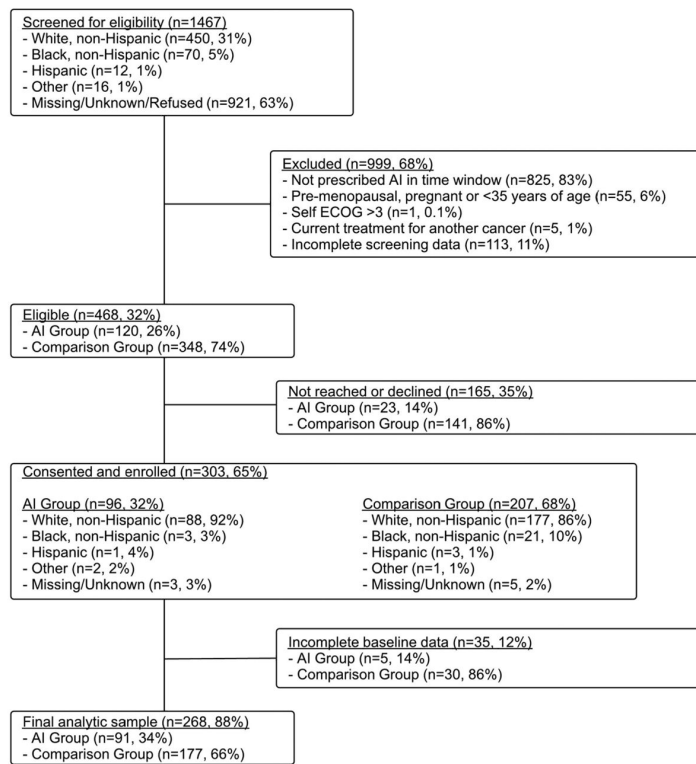 Screened for eligibility (n=1467)
- White, non-Hispanic (n=450, 31%)
- Black, non-Hispanic (n=70, 5%)
- Hispanic (n=12, 1%)
- Other (n=16, 1%)
- Missing/Unknown/Refused (n=921, 63%)
Excluded (n=999, 68%)
- Not prescribed AI in time window (n=825, 83%)
- Pre-menopausal, pregnant or <35 years of age (n=55, 6%)
- Self ECOG >3 (n=1, 0.1%)
- Current treatment for another cancer (n=5, 1%)
- Incomplete screening data (n=113, 11%)
Eligible (n=468, 32%)
- AI Group (n=120, 26%)
- Comparison Group (n=348, 74%)
Not reached or declined (n=165, 35%)
- AI Group (n=23, 14%)
- Comparison Group (n=141, 86%)
Consented and enrolled (n=303, 65%)
AI Group (n=96, 32%)
- White, non-Hispanic (n=88, 92%)
- Black, non-Hispanic (n=3, 3%)
- Hispanic (n=1, 4%)
- Other (n=2, 2%)
- Missing/Unknown (n=3, 3%)
Comparison Group (n=207, 68%)
- White, non-Hispanic (n=177, 86%)
- Black, non-Hispanic (n=21, 10%)
- Hispanic (n=3, 1%)
- Other (n=1, 1%)
- Missing/Unknown (n=5, 2%)
Incomplete baseline data (n=35, 12%)
- AI Group (n=5, 14%)
- Comparison Group (n=30, 86%)
Final analytic sample (n=268, 88%)
- AI Group (n=91, 34%)
- Comparison Group (n=177, 66%)